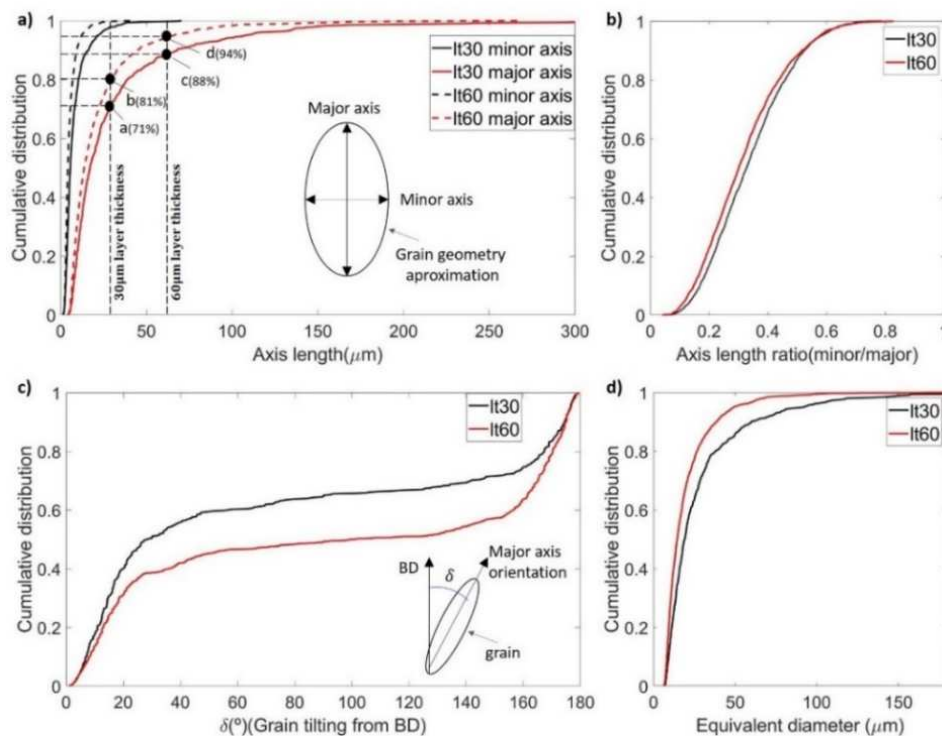 a)
1
0.8
0.6
0.4
0.2
0
Cumulative distribution
d(94%)
c(88%)
b(81%)
a(71%)
30μm layer thickness
60μm layer thickness
lt30 minor axis
lt30 major axis
lt60 minor axis
lt60 major axis
Major axis
Minor axis
Grain geometry
aproximation
0 50 100 150 200 250 300
Axis length(μm)
b)
1
0.8
0.6
0.4
0.2
0
Cumulative distribution
lt30
lt60
0 0.2 0.4 0.6 0.8
Axis length ratio(minor/major)
c)
1
0.8
0.6
0.4
0.2
0
Cumulative distribution
lt30
lt60
BD
δ
Major axis
orientation
grain
0 20 40 60 80 100 120 140 160 180
δ(º)(Grain tilting from BD)
d)
1
0.8
0.6
0.4
0.2
0
Cumulative distribution
lt30
lt60
0 50 100 150
Equivalent diameter (μm)